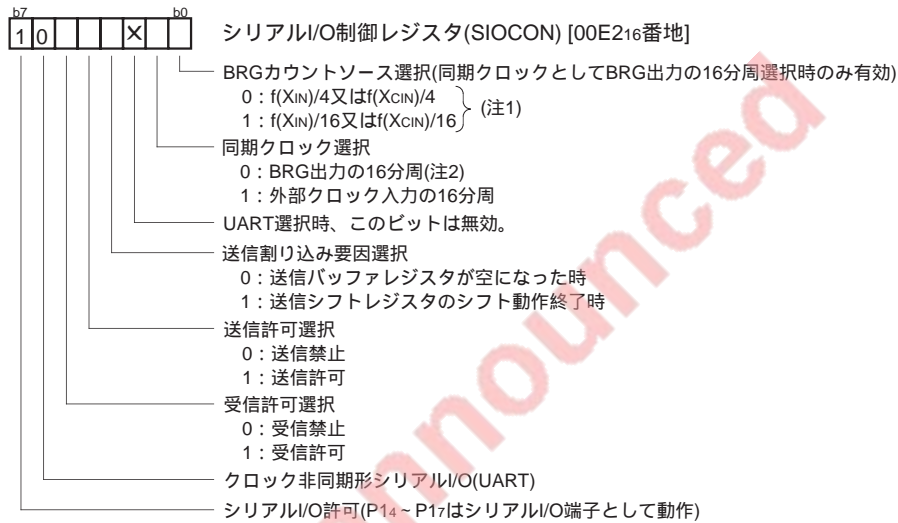 b7 b0
1 0 × シリアルI/O制御レジスタ(SIOCON) [00E216番地]
BRGカウントソース選択(同期クロックとしてBRG出力の16分周選択時のみ有効)
0：f(XIN)/4又はf(XCIN)/4
1：f(XIN)/16又はf(XCIN)/16
(注1)
同期クロック選択
0：BRG出力の16分周(注2)
1：外部クロック入力の16分周
UART選択時、このビットは無効。
送信割り込み要因選択
0：送信バッファレジスタが空になった時
1：送信シフトレジスタのシフト動作終了時
送信許可選択
0：送信禁止
1：送信許可
受信許可選択
0：受信禁止
1：受信許可
クロック非同期形シリアルI/O(UART)
シリアルI/O許可(P14～P17はシリアルI/O端子として動作)
nnounced